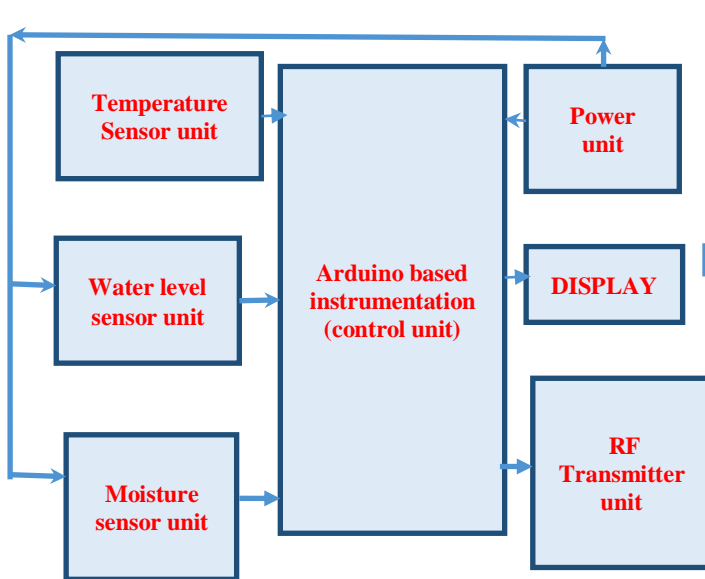 Temperature
Sensor unit
Power
unit
Water level
sensor unit
Arduino based
instrumentation
(control unit)
DISPLAY
Moisture
sensor unit
RF
Transmitter
unit